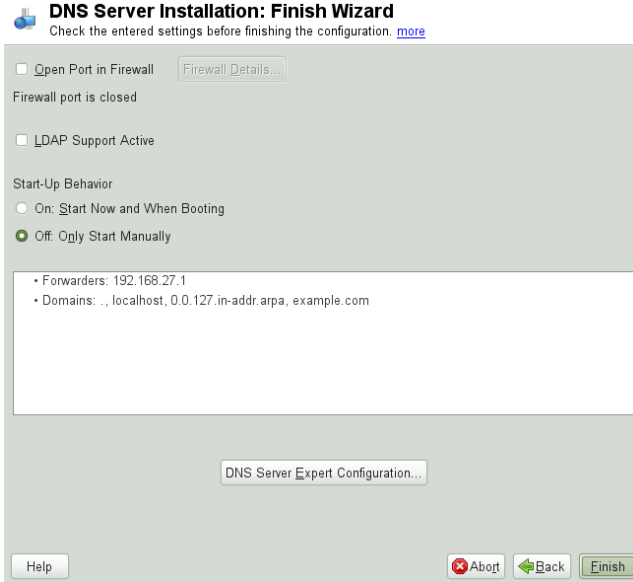 DNS Server Installation: Finish Wizard
Check the entered settings before finishing the configuration. more
Open Port in Firewall Firewall Details...
Firewall port is closed
LDAP Support Active
Start-Up Behavior
On: Start Now and When Booting
Off: Only Start Manually
• Forwarders: 192.168.27.1
• Domains: ., localhost, 0.0.127.in-addr.arpa, example.com
DNS Server Expert Configuration...
Help Abort Back Finish